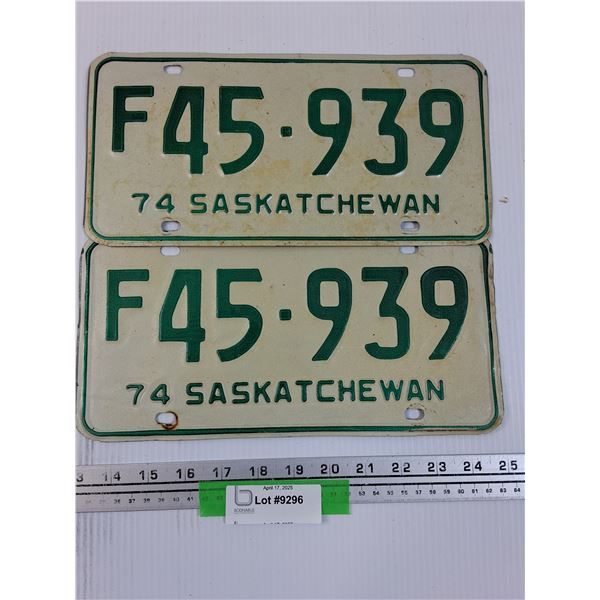 F45·939
74 SASKATCHEWAN
F45·939
74 SASKATCHEWAN
14 15 16 17 18 19 20 21 22 23 24 25
April 17, 2025
Lot #9296